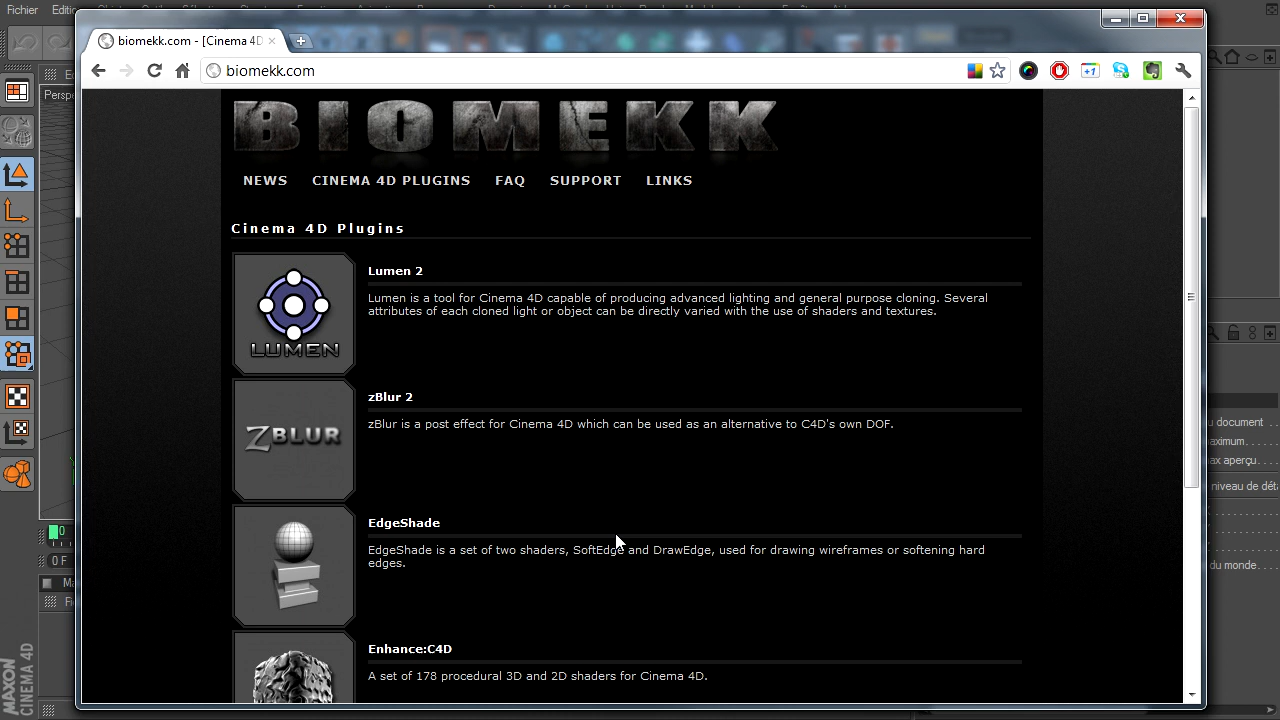 Fichier
biomekk.com - [Cinema 4D
biomekk.com
+1
Persp
BIOMEKK
NEWS CINEMA 4D PLUGINS FAQ SUPPORT LINKS
Cinema 4D Plugins
LUMEN
Lumen 2
Lumen is a tool for Cinema 4D capable of producing advanced lighting and general purpose cloning. Several
attributes of each cloned light or object can be directly varied with the use of shaders and textures.
ZBLUR
zBlur 2
zBlur is a post effect for Cinema 4D which can be used as an alternative to C4D's own DOF.
EdgeShade
EdgeShade is a set of two shaders, SoftEdge and DrawEdge, used for drawing wireframes or softening hard
edges.
Enhance:C4D
A set of 178 procedural 3D and 2D shaders for Cinema 4D.
u document
aximum.
ax aperçu.
niveau de déta
du monde.
0
0 F
MAXON
CINEMA 4D